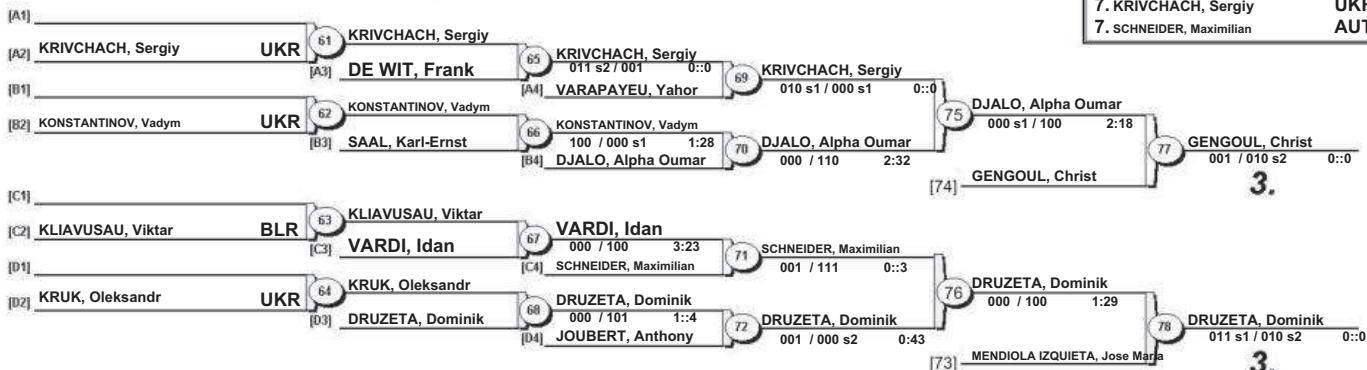 7. KRIVCHACH, Sergiy UKR
7. SCHNEIDER, Maximilian AUT
[A1]
[A2] KRIVCHACH, Sergiy UKR
61 KRIVCHACH, Sergiy
[A3] DE WIT, Frank
65 KRIVCHACH, Sergiy
011 s2 / 001 0::0
[A4] VARAPAYEU, Yahor
69 KRIVCHACH, Sergiy
010 s1 / 000 s1 0::0
[B1]
[B2] KONSTANTINOV, Vadym UKR
62 KONSTANTINOV, Vadym
[B3] SAAL, Karl-Ernst
66 KONSTANTINOV, Vadym
100 / 000 s1 1:28
[B4] DJALO, Alpha Oumar
70 DJALO, Alpha Oumar
000 / 110 2:32
75 DJALO, Alpha Oumar
000 s1 / 100 2:18
[74] GENGOUL, Christ
77 GENGOUL, Christ
001 / 010 s2 0::0
3.
[C1]
[C2] KLIAVUSAU, Viktar BLR
63 KLIAVUSAU, Viktar
[C3] VARDI, Idan
67 VARDI, Idan
000 / 100 3:23
[C4] SCHNEIDER, Maximilian
71 SCHNEIDER, Maximilian
001 / 111 0::3
[D1]
[D2] KRUK, Oleksandr UKR
64 KRUK, Oleksandr
[D3] DRUZETA, Dominik
68 DRUZETA, Dominik
000 / 101 1::4
[D4] JOUBERT, Anthony
72 DRUZETA, Dominik
001 / 000 s2 0:43
76 DRUZETA, Dominik
000 / 100 1:29
[73] MENDIOLA IZQUIETA, Jose Maria
78 DRUZETA, Dominik
011 s1 / 010 s2 0::0
3.